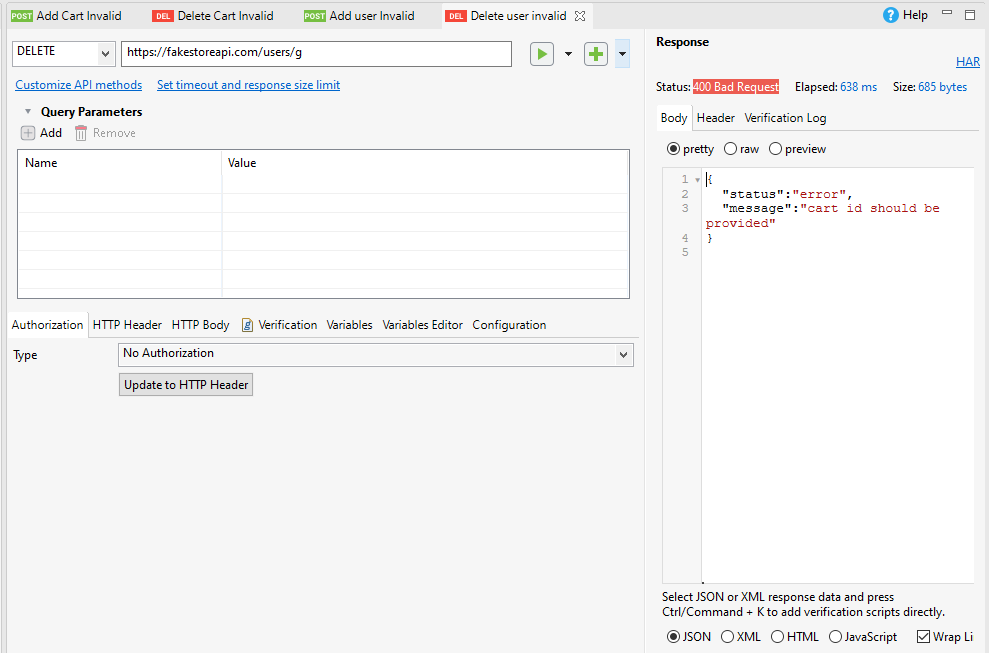 POST Add Cart Invalid DEL Delete Cart Invalid POST Add user Invalid DEL Delete user invalid
? Help
DELETE https://fakestoreapi.com/users/g
Customize API methods Set timeout and response size limit
Query Parameters
Add Remove
Name Value
Authorization HTTP Header HTTP Body Verification Variables Variables Editor Configuration
Type No Authorization
Update to HTTP Header
Response
HAR
Status: 400 Bad Request Elapsed: 638 ms Size: 685 bytes
Body Header Verification Log
pretty raw preview
1 {
2 "status":"error",
3 "message":"cart id should be
provided"
4 }
5
Select JSON or XML response data and press
Ctrl/Command + K to add verification scripts directly.
JSON XML HTML JavaScript Wrap Li